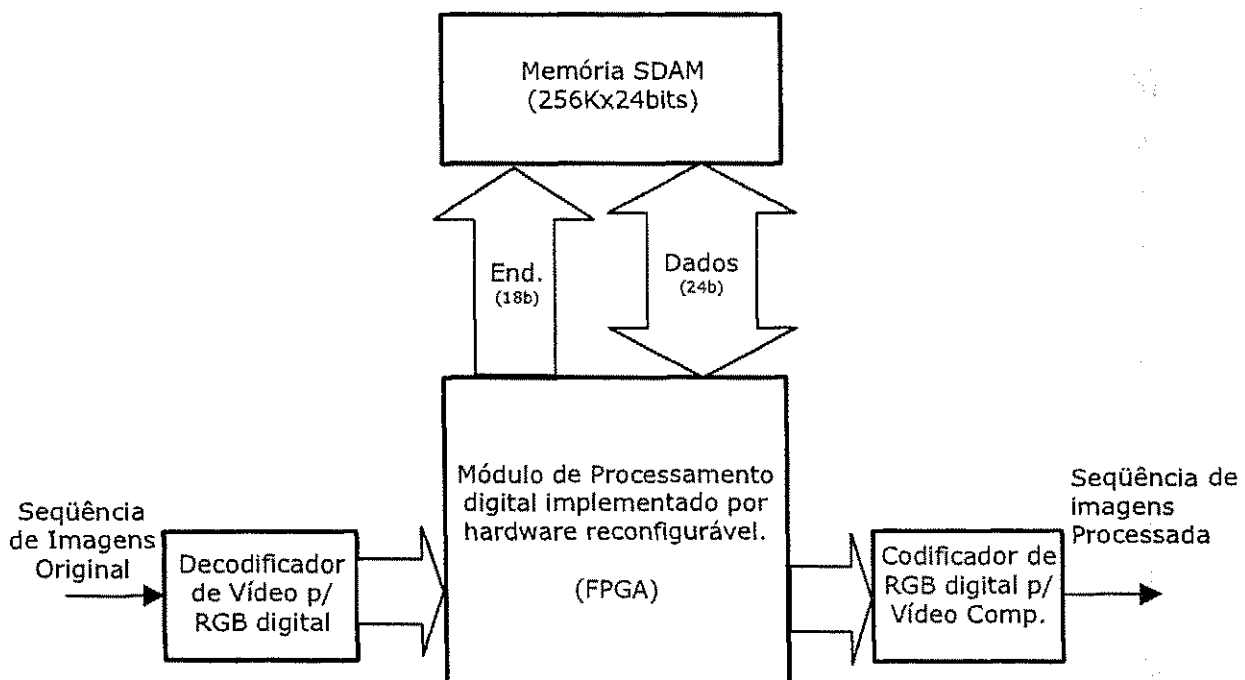 Memória SDAM
(256Kx24bits)
End.
(18b)
Dados
(24b)
Seqüência
de Imagens
Original
Decodificador
de Vídeo p/
RGB digital
Módulo de Processamento
digital implementado por
hardware reconfigurável.
(FPGA)
Codificador de
RGB digital p/
Vídeo Comp.
Seqüência de
imagens
Processada